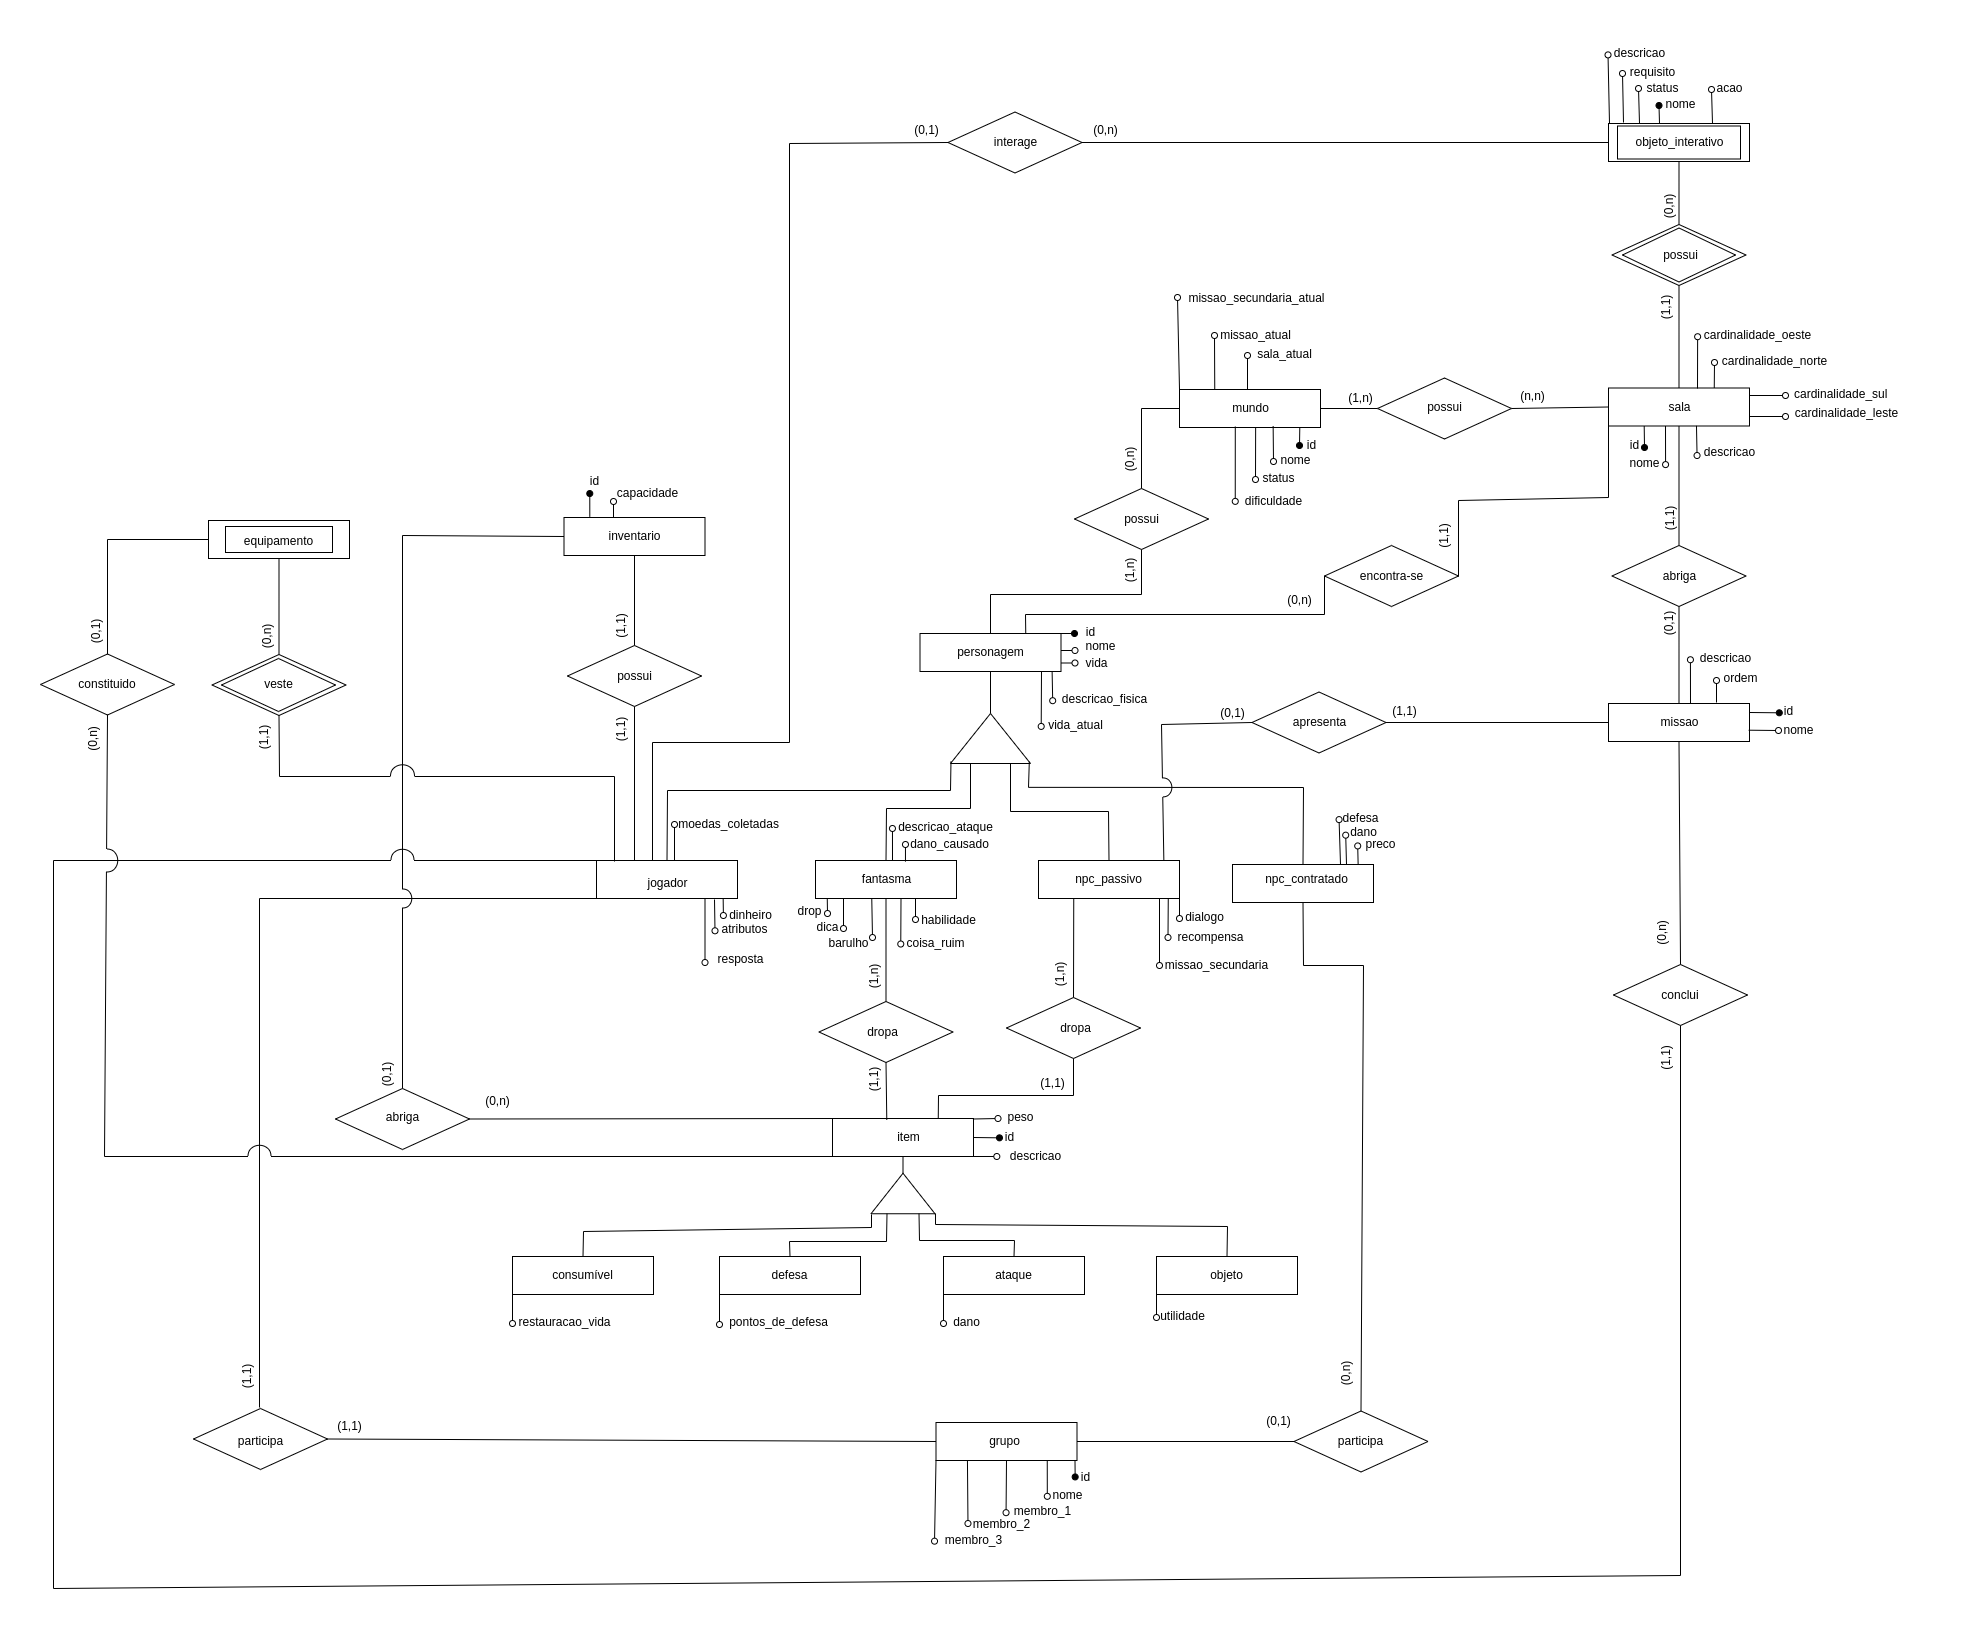 descricao
requisito
status
acao
nome
(0,1)
interage
(0,n)
objeto_interativo
(0,n)
possui
(1,1)
missao_secundaria_atual
missao_atual
sala_atual
cardinalidade_oeste
cardinalidade_norte
cardinalidade_sul
cardinalidade_leste
mundo
(1,n)
possui
(n,n)
sala
id
nome
status
dificuldade
id
nome
descricao
(0,n)
possui
(1,n)
(1,1)
encontra-se
(0,n)
(1,1)
abriga
(0,1)
id
capacidade
equipamento
inventario
(0,1)
(0,n)
(1,1)
constituido
veste
possui
(0,n)
(1,1)
(1,1)
personagem
id
nome
vida
descricao_fisica
vida_atual
(0,1)
apresenta
(1,1)
descricao
ordem
missao
id
nome
moedas_coletadas
descricao_ataque
dano_causado
defesa
dano
preco
jogador
fantasma
npc_passivo
npc_contratado
dinheiro
atributos
resposta
drop
dica
barulho
habilidade
coisa_ruim
dialogo
recompensa
missao_secundaria
(1,n)
(1,n)
(0,n)
dropa
dropa
conclui
(1,1)
(1,1)
(1,1)
(0,1)
abriga
(0,n)
item
peso
id
descricao
consumível
defesa
ataque
objeto
restauracao_vida
pontos_de_defesa
dano
utilidade
(1,1)
participa
(1,1)
grupo
(0,1)
participa
(0,n)
id
nome
membro_1
membro_2
membro_3